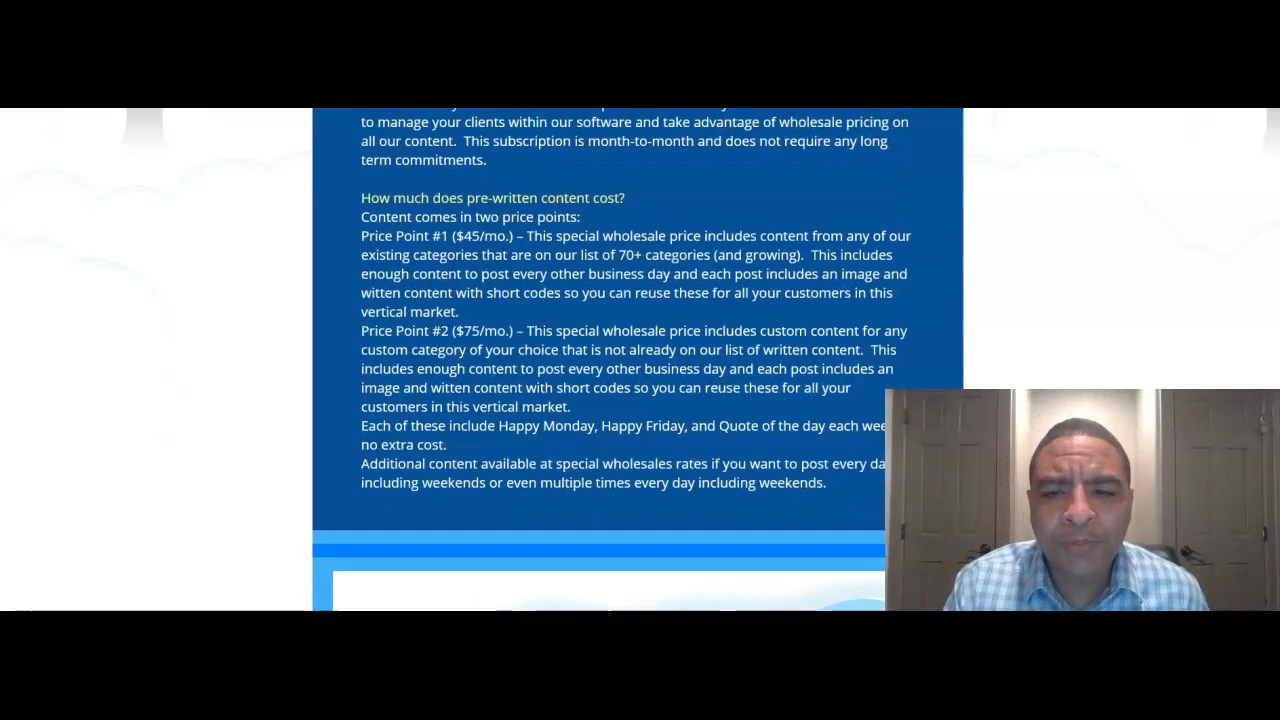 to manage your clients within our software and take advantage of wholesale pricing on
all our content.  This subscription is month-to-month and does not require any long
term commitments.
How much does pre-written content cost?
Content comes in two price points:
Price Point #1 ($45/mo.) – This special wholesale price includes content from any of our
existing categories that are on our list of 70+ categories (and growing).  This includes
enough content to post every other business day and each post includes an image and
witten content with short codes so you can reuse these for all your customers in this
vertical market.
Price Point #2 ($75/mo.) – This special wholesale price includes custom content for any
custom category of your choice that is not already on our list of written content.  This
includes enough content to post every other business day and each post includes an
image and witten content with short codes so you can reuse these for all your
customers in this vertical market.
Each of these include Happy Monday, Happy Friday, and Quote of the day each
no extra cost.
Additional content available at special wholesales rates if you want to post every
including weekends or even multiple times every day including weekends.